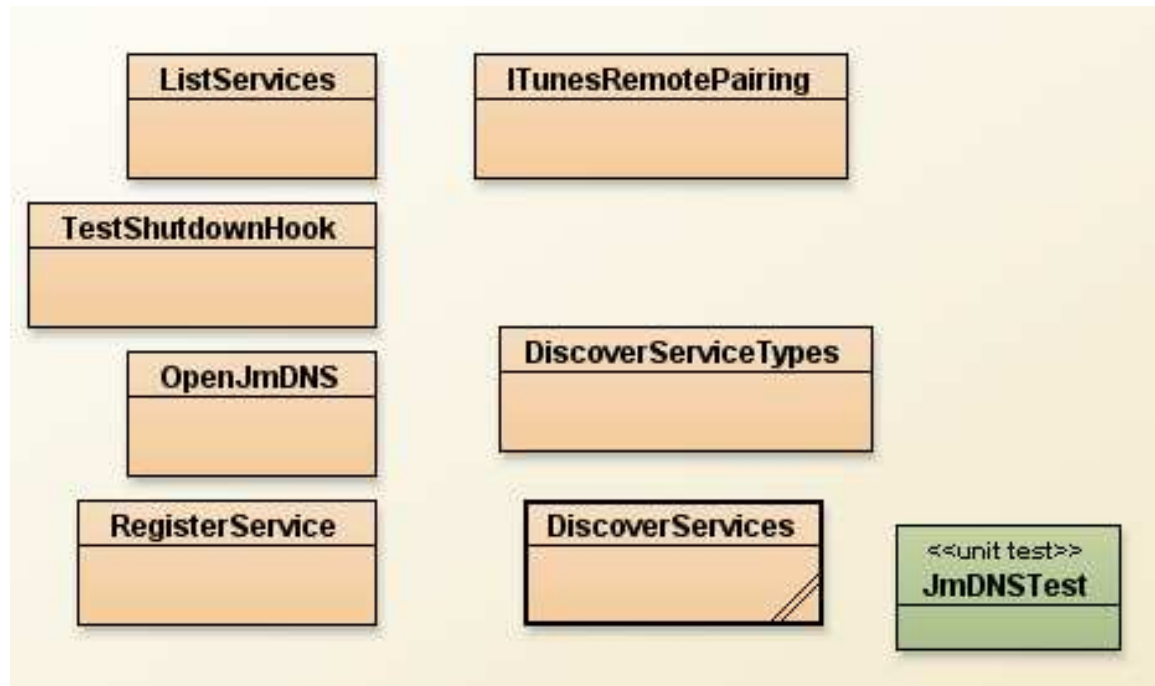 ListServices
ITunesRemotePairing
TestShutdownHook
DiscoverServiceTypes
OpenJmDNS
RegisterService
DiscoverServices
<<unit test>>
JmDNSTest